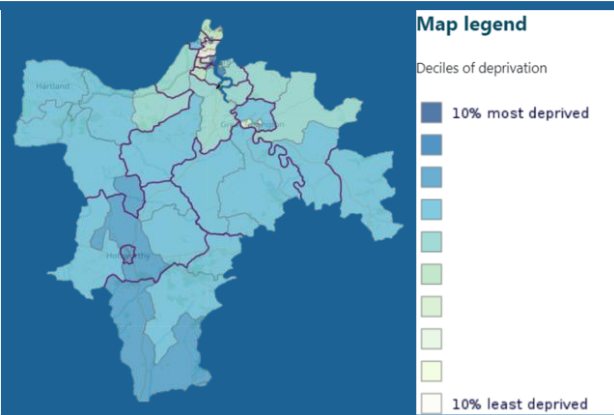 Map legend
Deciles of deprivation
Hartland
10% most deprived
10% least deprived